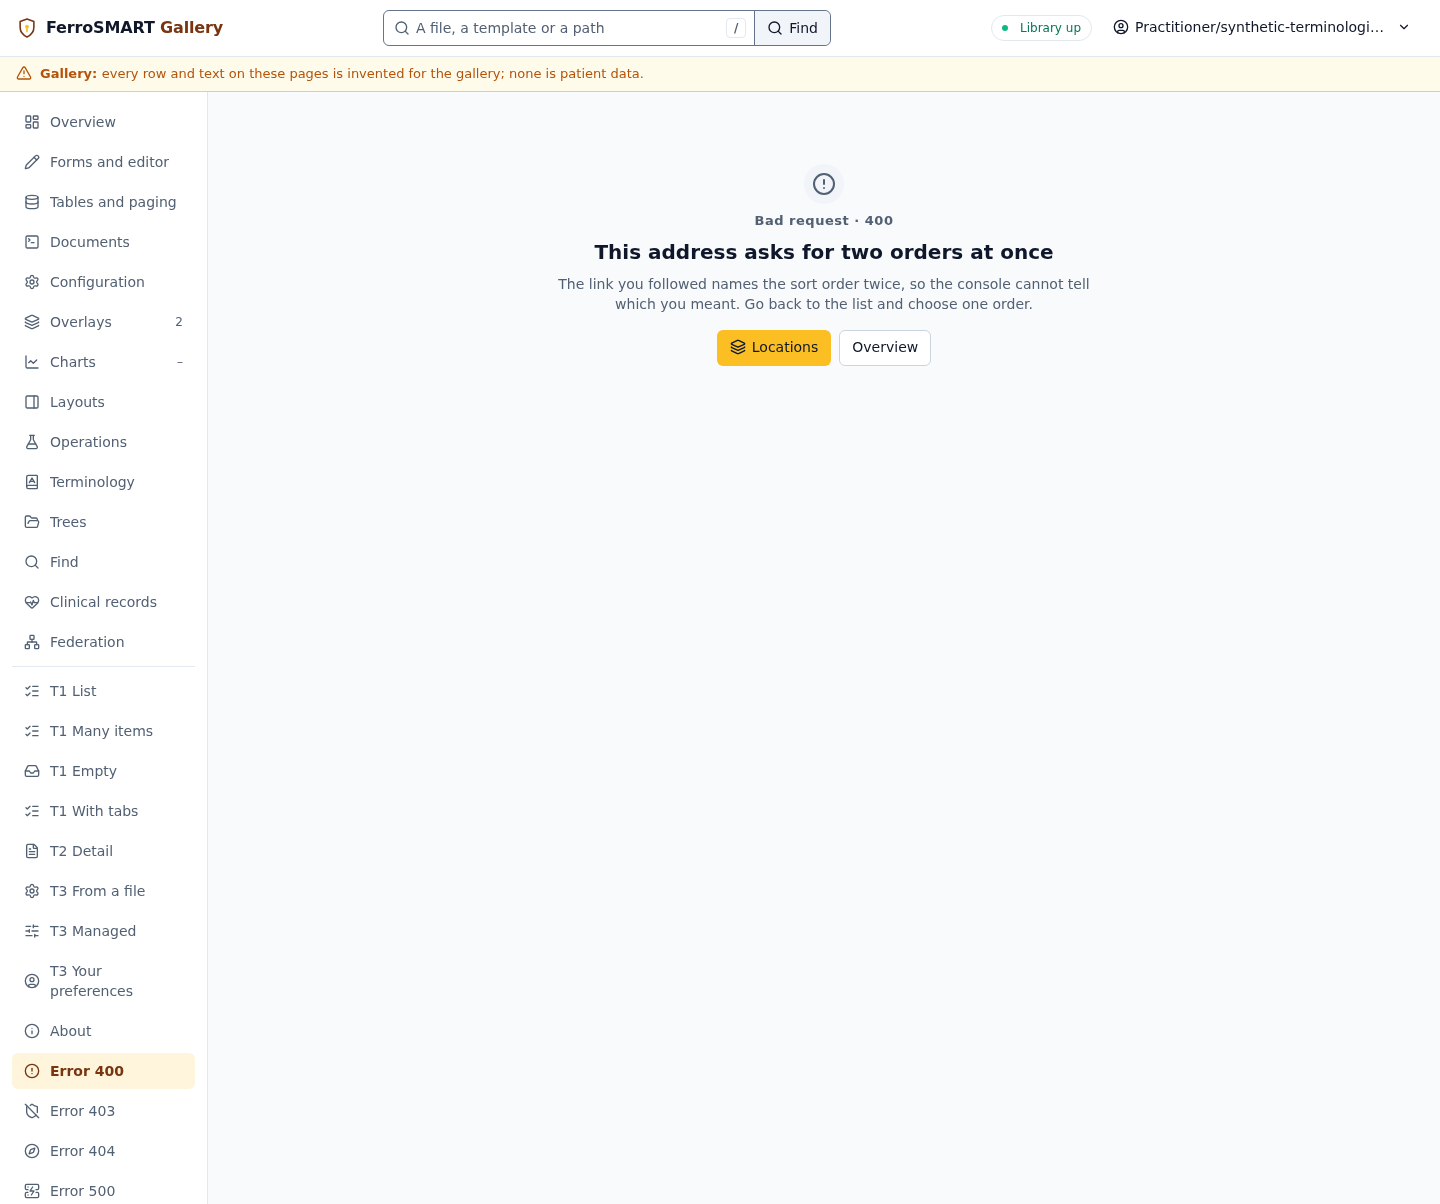 FerroSMART Gallery
A file, a template or a path
/
Find
Library up
Practitioner/synthetic-terminologi…
Gallery: every row and text on these pages is invented for the gallery; none is patient data.
Overview
Forms and editor
Tables and paging
Documents
Configuration
Overlays 2
Charts –
Layouts
Operations
Terminology
Trees
Find
Clinical records
Federation
T1 List
T1 Many items
T1 Empty
T1 With tabs
T2 Detail
T3 From a file
T3 Managed
T3 Your
preferences
About
Error 400
Error 403
Error 404
Error 500
Bad request · 400
This address asks for two orders at once
The link you followed names the sort order twice, so the console cannot tell
which you meant. Go back to the list and choose one order.
Locations
Overview